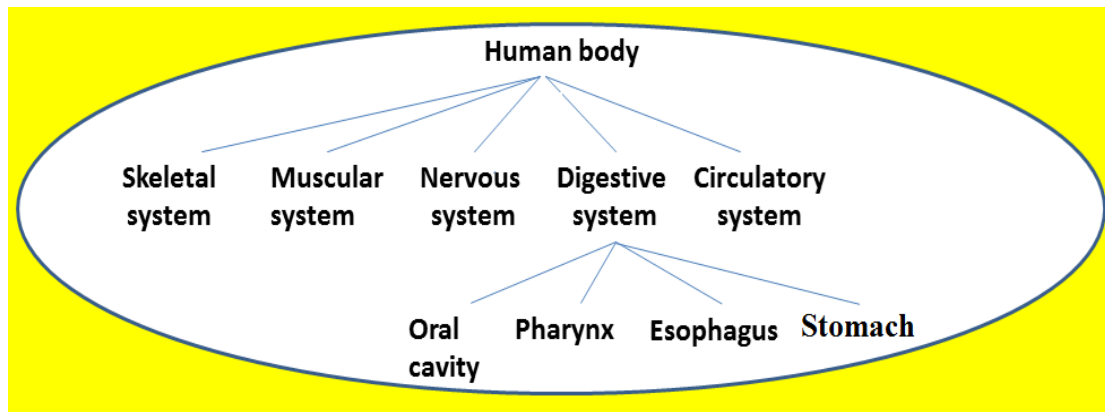 Human body
Skeletal Muscular Nervous Digestive Circulatory
system system system system system
Oral Pharynx Esophagus Stomach
cavity